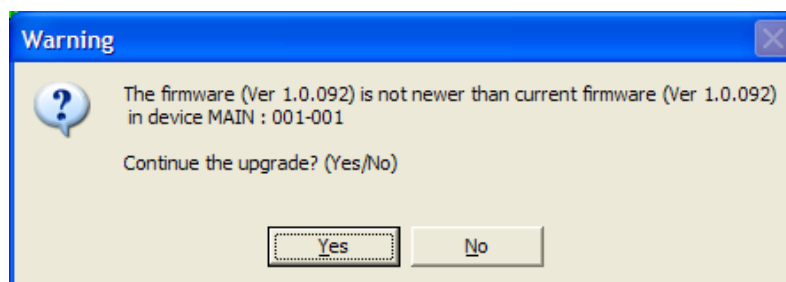 Warning
The firmware (Ver 1.0.092) is not newer than current firmware (Ver 1.0.092)
in device MAIN : 001-001
Continue the upgrade? (Yes/No)
Yes
No